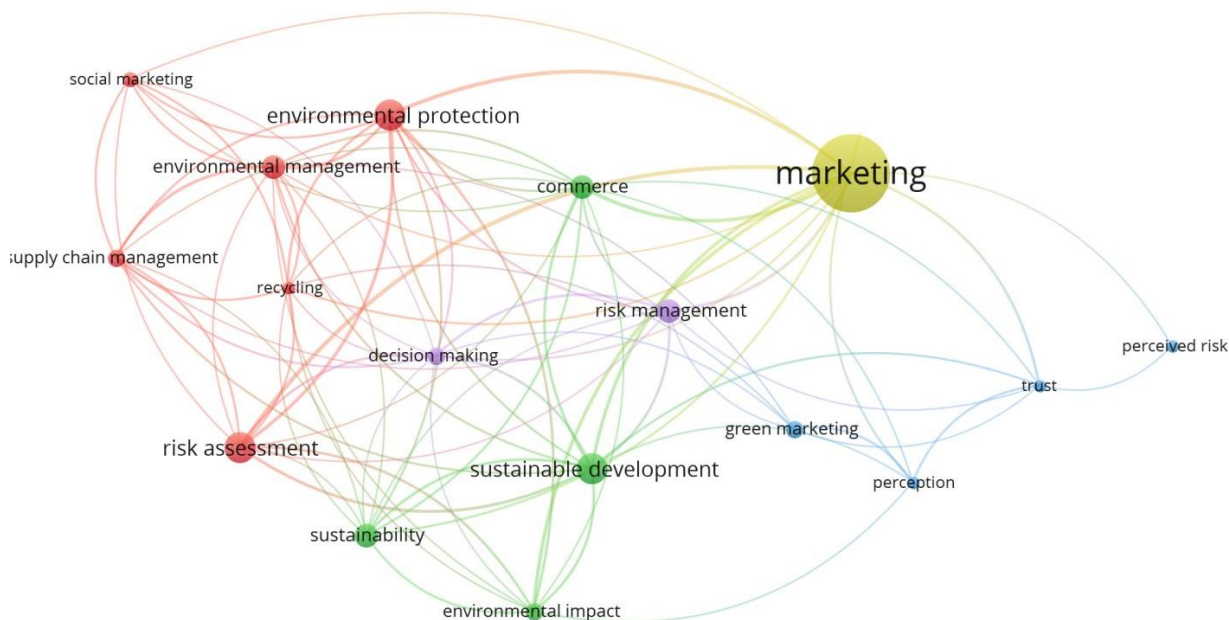 social marketing
environmental protection
environmental management
commerce
marketing
supply chain management
recycling
risk management
decision making
perceived risk
trust
risk assessment
green marketing
sustainable development
perception
sustainability
environmental impact